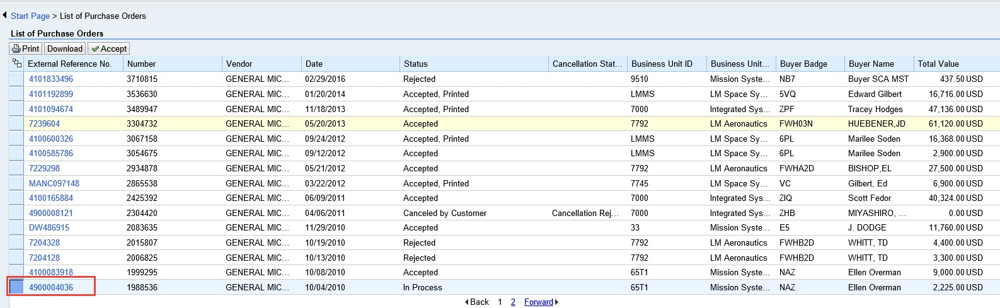 Start Page > List of Purchase Orders
List of Purchase Orders
Print Download Accept
External Reference No. Number Vendor Date Status Cancellation Stat... Business Unit ID Business Unit... Buyer Badge Buyer Name Total Value
4101833496 3710815 GENERAL MIC... 02/29/2016 Rejected 9510 Mission Syste... NB7 Buyer SCA MST 437.50 USD
4101192899 3536630 GENERAL MIC... 01/20/2014 Accepted, Printed LMMS LM Space Sy... 5VQ Edward Gilbert 16,716.00 USD
4101094674 3489947 GENERAL MIC... 11/18/2013 Accepted, Printed 7000 Integrated Sys... ZPF Tracey Hodges 47,136.00 USD
7239604 3304732 GENERAL MIC... 05/20/2013 Accepted 7792 LM Aeronautics FWH03N HUEBENER,JD 61,120.00 USD
4100600326 3067158 GENERAL MIC... 09/24/2012 Accepted, Printed LMMS LM Space Sy... 6PL Marilee Soden 16,368.00 USD
4100585786 3054675 GENERAL MIC... 09/12/2012 Accepted LMMS LM Space Sy... 6PL Marilee Soden 2,900.00 USD
7229298 2934878 GENERAL MIC... 05/21/2012 Accepted 7792 LM Aeronautics FWHA2D BISHOP,EL 27,500.00 USD
MANC097148 2865538 GENERAL MIC... 03/22/2012 Accepted, Printed 7745 LM Space Sy... VC Gilbert, Ed 6,900.00 USD
4100165884 2425392 GENERAL MIC... 06/09/2011 Accepted 7000 Integrated Sys... ZIQ Scott Fedor 40,324.00 USD
4900008121 2304420 GENERAL MIC... 04/06/2011 Canceled by Customer Cancellation Rej... 7000 Integrated Sys... ZHB MIYASHIRO, ... 0.00 USD
DW486915 2083635 GENERAL MIC... 11/29/2010 Accepted 33 Mission Syste... E5 J. DODGE 11,760.00 USD
7204328 2015807 GENERAL MIC... 10/19/2010 Rejected 7792 LM Aeronautics FWHB2D WHITT, TD 4,400.00 USD
7204128 2006825 GENERAL MIC... 10/13/2010 Rejected 7792 LM Aeronautics FWHB2D WHITT, TD 3,300.00 USD
4100083918 1999295 GENERAL MIC... 10/08/2010 Accepted 65T1 Mission Syste... NAZ Ellen Overman 9,000.00 USD
4900004036 1988536 GENERAL MIC... 10/04/2010 In Process 65T1 Mission Syste... NAZ Ellen Overman 2,225.00 USD
Back 1 2 Forward